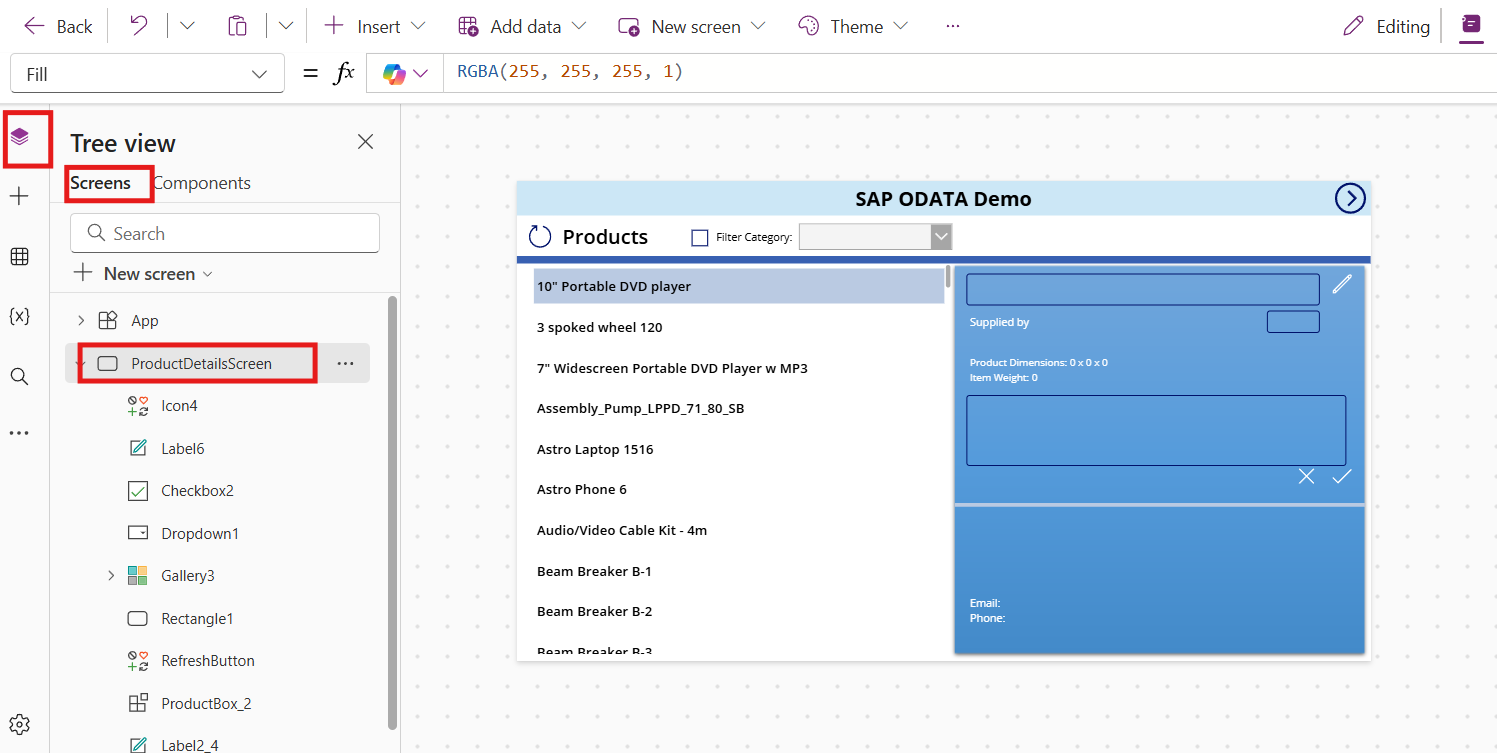 Back
Insert
Add data
New screen
Theme
...
Editing
Fill
= fx
RGBA(255, 255, 255, 1)
Tree view
Screens
Components
Search
New screen
App
ProductDetailsScreen
...
Icon4
Label6
Checkbox2
Dropdown1
Gallery3
Rectangle1
RefreshButton
ProductBox_2
Label2_4
SAP ODATA Demo
Products
Filter Category:
10" Portable DVD player
3 spoked wheel 120
7" Widescreen Portable DVD Player w MP3
Assembly_Pump_LPPD_71_80_SB
Astro Laptop 1516
Astro Phone 6
Audio/Video Cable Kit - 4m
Beam Breaker B-1
Beam Breaker B-2
Beam Breaker B-3
Supplied by
Product Dimensions: 0 x 0 x 0
Item Weight: 0
Email:
Phone: